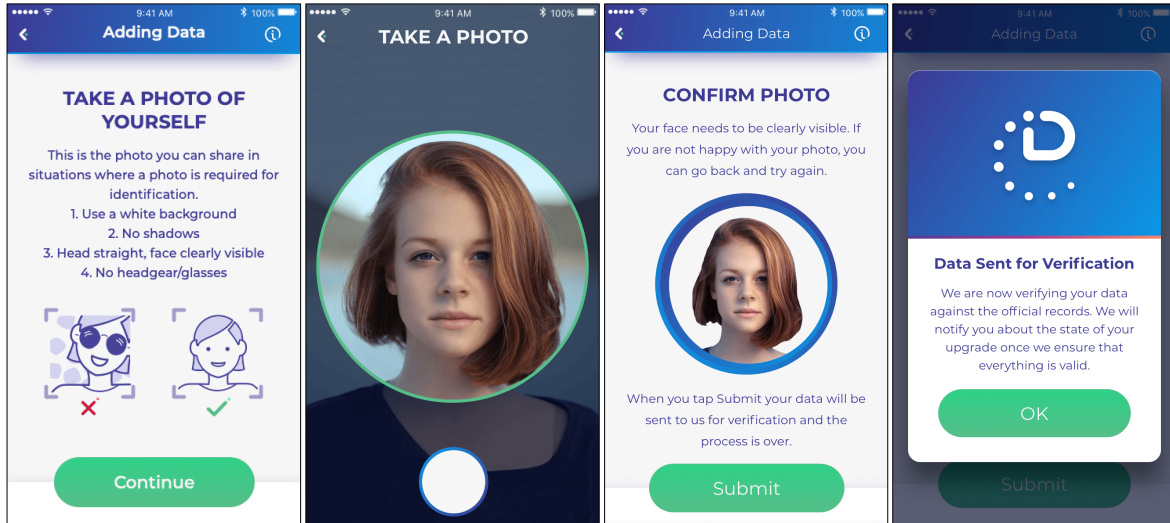 9:41 AM
100%
Adding Data
TAKE A PHOTO OF
YOURSELF
This is the photo you can share in
situations where a photo is required for
identification.
1. Use a white background
2. No shadows
3. Head straight, face clearly visible
4. No headgear/glasses
Continue
9:41 AM
100%
TAKE A PHOTO
9:41 AM
100%
Adding Data
CONFIRM PHOTO
Your face needs to be clearly visible. If
you are not happy with your photo, you
can go back and try again.
When you tap Submit your data will be
sent to us for verification and the
process is over.
Submit
9:41 AM
100%
Adding Data
Data Sent for Verification
We are now verifying your data
against the official records. We will
notify you about the state of your
upgrade once we ensure that
everything is valid.
OK
Submit